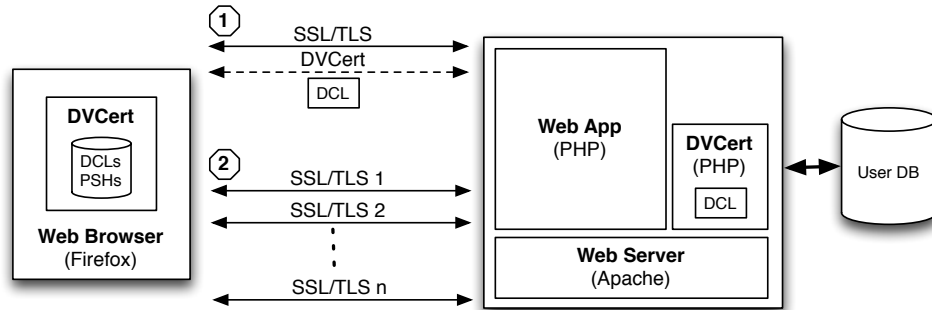 1
SSL/TLS
DVCert
DCL
DVCert
DCLs
PSHs
Web Browser
(Firefox)
2
SSL/TLS 1
SSL/TLS 2
SSL/TLS n
Web App
(PHP)
DVCert
(PHP)
DCL
Web Server
(Apache)
User DB